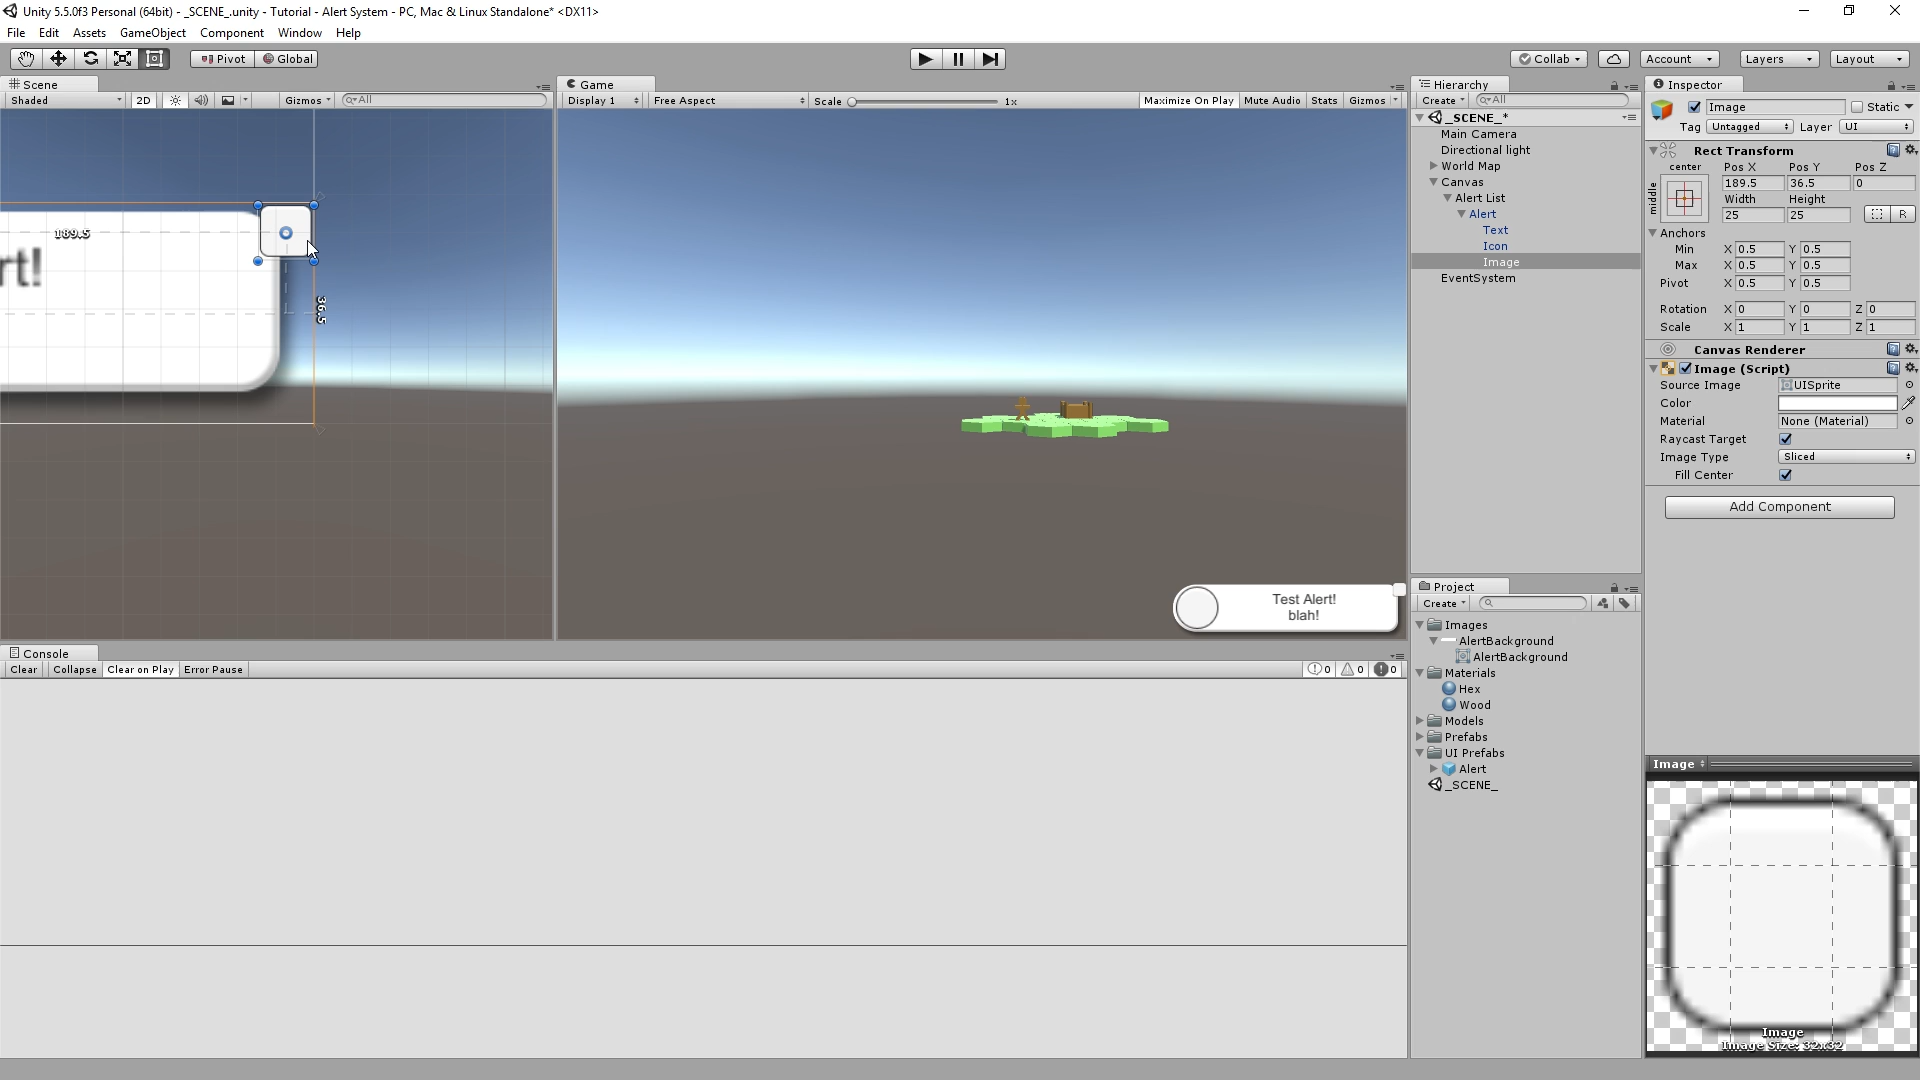 Unity 5.5.0f3 Personal (64bit) - _SCENE_.unity - Tutorial - Alert System - PC, Mac & Linux Standalone* <DX11>
File Edit Assets GameObject Component Window Help
Pivot Global Collab Account Layers Layout
Scene
Shaded 2D Gizmos All
189.5
rt!
36.5
Game
Display 1 Free Aspect Scale 1x Maximize On Play Mute Audio Stats Gizmos
Test Alert!
blah!
Console
Clear Collapse Clear on Play Error Pause 0 0 0
Hierarchy
Create All
_SCENE_*
Main Camera
Directional light
World Map
Canvas
Alert List
Alert
Text
Icon
Image
EventSystem
Project
Create
Images
AlertBackground
AlertBackground
Materials
Hex
Wood
Models
Prefabs
UI Prefabs
Alert
_SCENE_
Inspector
Image Static
Tag Untagged Layer UI
Rect Transform
center Pos X Pos Y Pos Z
middle 189.5 36.5 0
Width Height
25 25 R
Anchors
Min X 0.5 Y 0.5
Max X 0.5 Y 0.5
Pivot X 0.5 Y 0.5
Rotation X 0 Y 0 Z 0
Scale X 1 Y 1 Z 1
Canvas Renderer
Image (Script)
Source Image UISprite
Color
Material None (Material)
Raycast Target
Image Type Sliced
Fill Center
Add Component
Image
Image
Image Size: 32x32